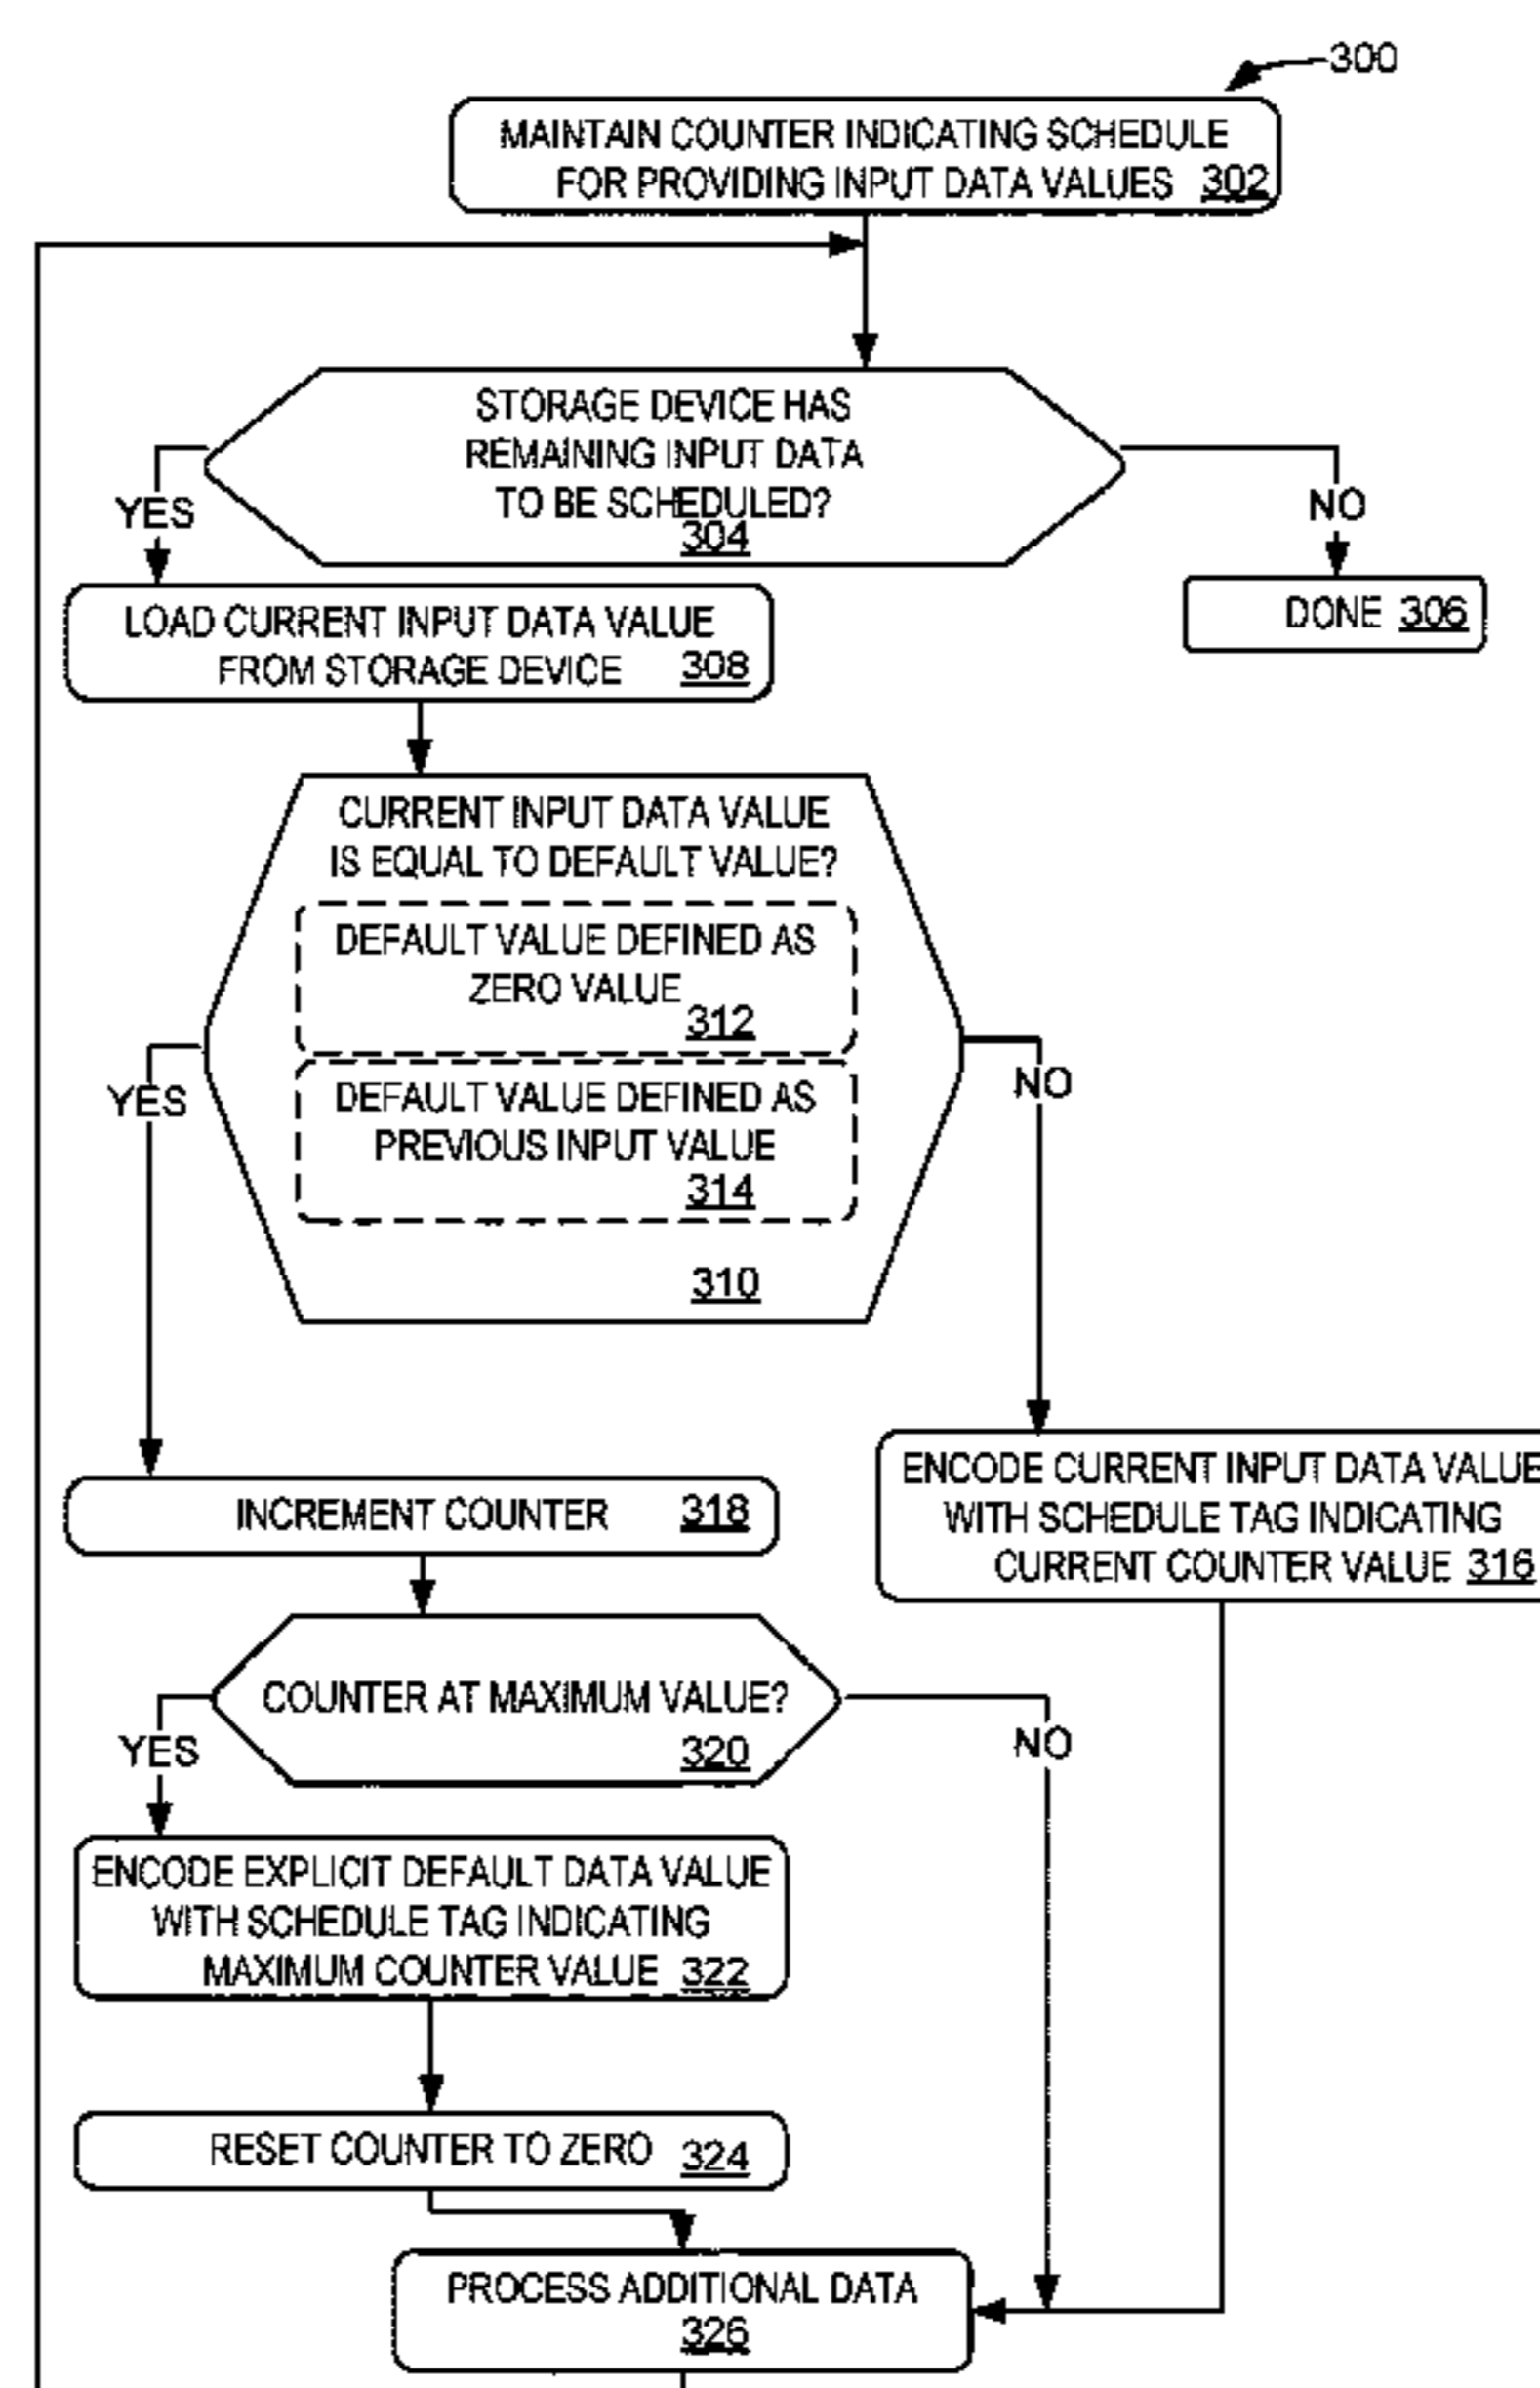 300
MAINTAIN COUNTER INDICATING SCHEDULE
FOR PROVIDING INPUT DATA VALUES 302
STORAGE DEVICE HAS
REMAINING INPUT DATA
TO BE SCHEDULED?
304
YES
NO
DONE 306
LOAD CURRENT INPUT DATA VALUE
FROM STORAGE DEVICE 308
CURRENT INPUT DATA VALUE
IS EQUAL TO DEFAULT VALUE?
DEFAULT VALUE DEFINED AS
ZERO VALUE
312
DEFAULT VALUE DEFINED AS
PREVIOUS INPUT VALUE
314
310
YES
NO
ENCODE CURRENT INPUT DATA VALUE
WITH SCHEDULE TAG INDICATING
CURRENT COUNTER VALUE 316
INCREMENT COUNTER 318
COUNTER AT MAXIMUM VALUE?
320
YES
NO
ENCODE EXPLICIT DEFAULT DATA VALUE
WITH SCHEDULE TAG INDICATING
MAXIMUM COUNTER VALUE 322
RESET COUNTER TO ZERO 324
PROCESS ADDITIONAL DATA
326